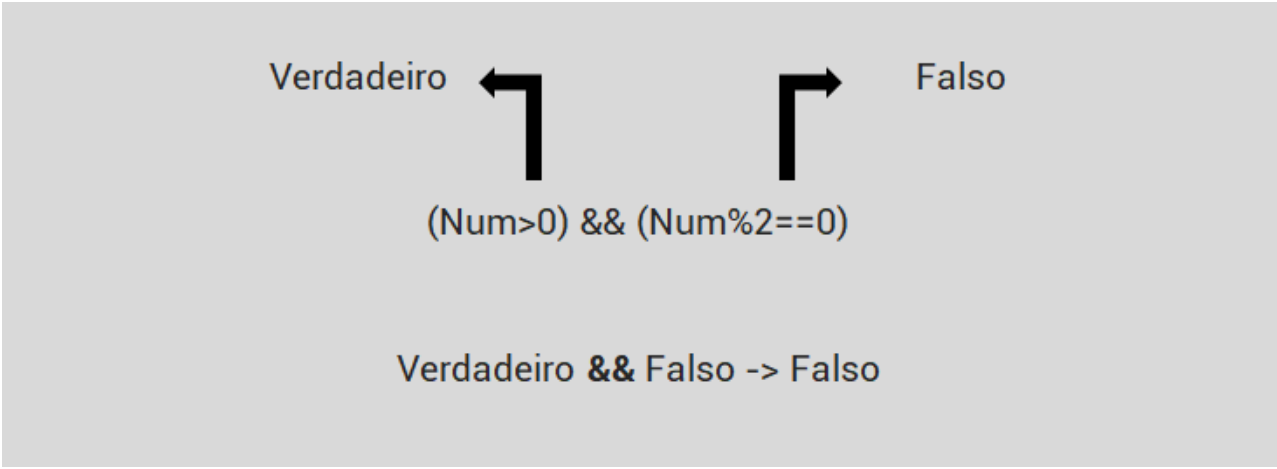 Verdadeiro Falso
(Num>0) && (Num%2==0)
Verdadeiro && Falso -> Falso